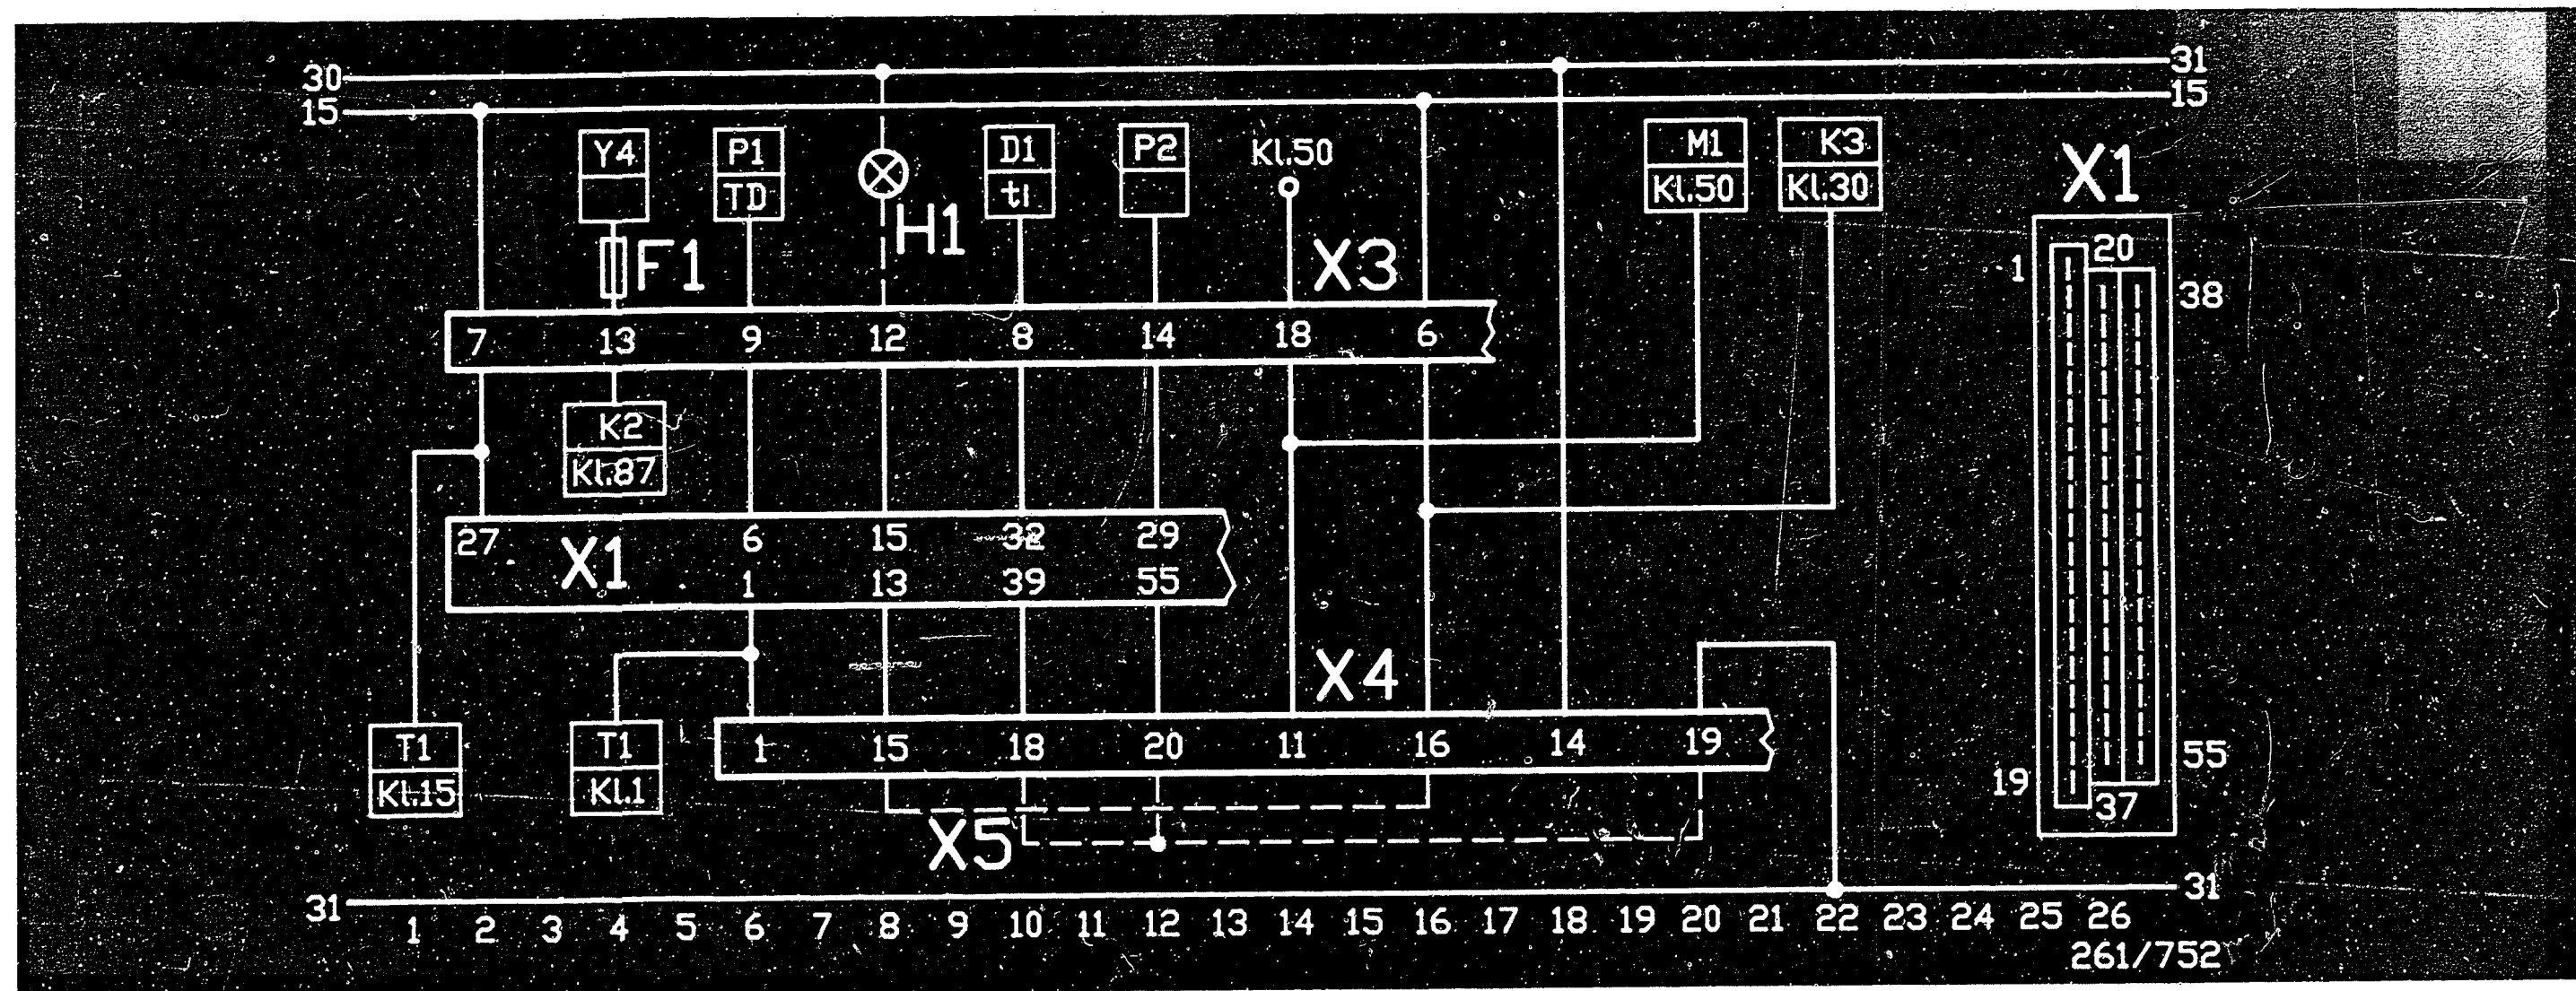 30 31
15 15
Y4 P1 D1 P2 Kl.50 M1 K3 X1
TD t1 Kl.50 Kl.30
H1
F1 X3 1 20 38
7 13 9 12 8 14 18 6
K2
Kl.87
27 6 15 32 29
X1
1 13 39 55
X4
T1 T1 1 15 18 20 11 16 14 19 55
Kl.15 Kl.1 19 37
X5
31 31
1 2 3 4 5 6 7 8 9 10 11 12 13 14 15 16 17 18 19 20 21 22 23 24 25 26
261/752